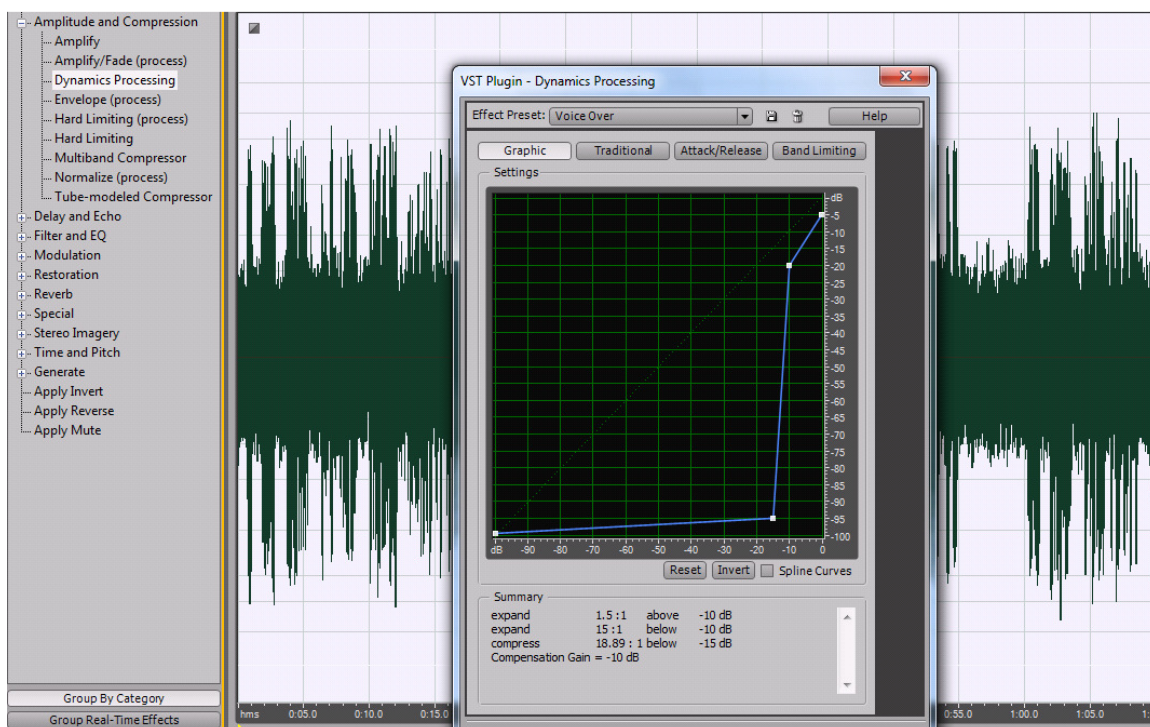 Amplitude and Compression
Amplify
Amplify/Fade (process)
Dynamics Processing
Envelope (process)
Hard Limiting (process)
Hard Limiting
Multiband Compressor
Normalize (process)
Tube-modeled Compressor
Delay and Echo
Filter and EQ
Modulation
Restoration
Reverb
Special
Stereo Imagery
Time and Pitch
Generate
Apply Invert
Apply Reverse
Apply Mute
Group By Category
Group Real-Time Effects
VST Plugin - Dynamics Processing
Effect Preset: Voice Over Help
Graphic Traditional Attack/Release Band Limiting
Settings
dB
-5
-10
-15
-20
-25
-30
-35
-40
-45
-50
-55
-60
-65
-70
-75
-80
-85
-90
-95
-100
dB -90 -80 -70 -60 -50 -40 -30 -20 -10 0
Reset Invert Spline Curves
Summary
expand 1.5 : 1 above -10 dB
expand 15 : 1 below -10 dB
compress 18.89 : 1 below -15 dB
Compensation Gain = -10 dB
hms 0:05.0 0:10.0 0:15.0 0:55.0 1:00.0 1:05.0